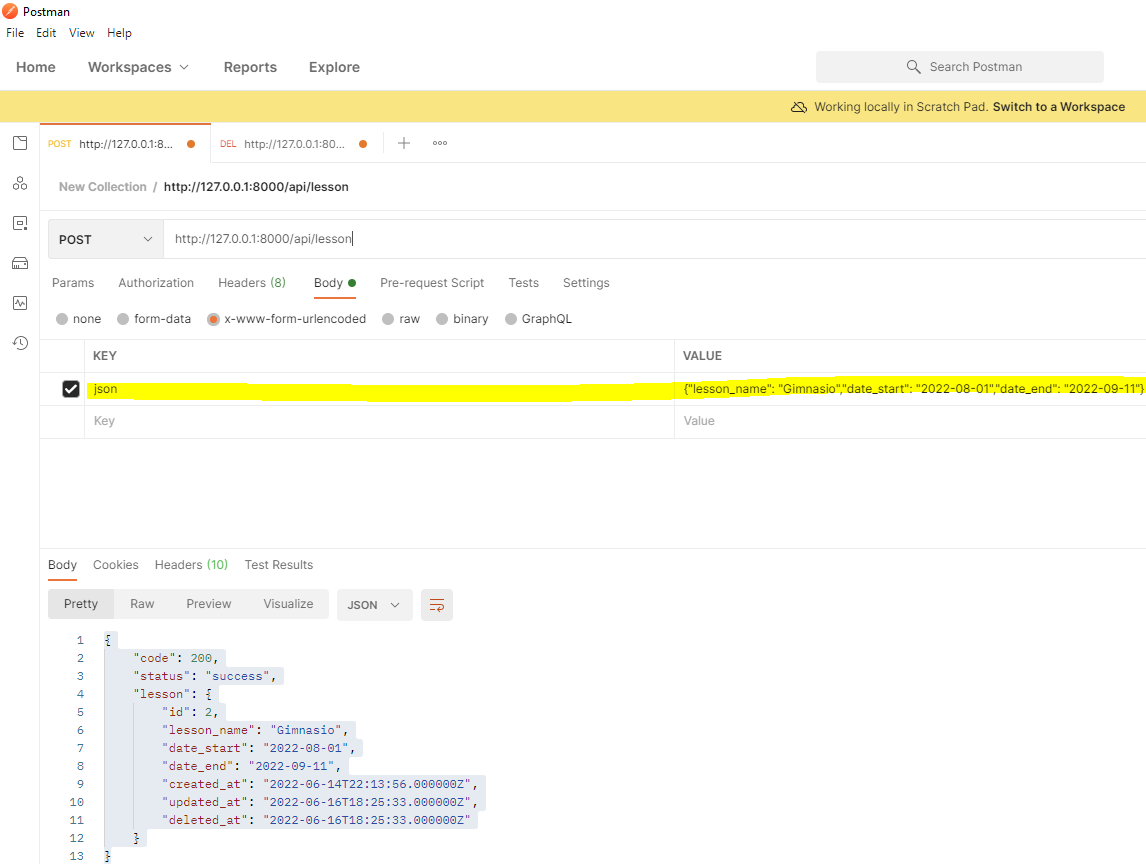 Postman
File Edit View Help
Home Workspaces Reports Explore Search Postman
Working locally in Scratch Pad. Switch to a Workspace
POST http://127.0.0.1:8... DEL http://127.0.0.1:80...
New Collection / http://127.0.0.1:8000/api/lesson
POST http://127.0.0.1:8000/api/lesson
Params Authorization Headers (8) Body Pre-request Script Tests Settings
none form-data x-www-form-urlencoded raw binary GraphQL
KEY VALUE
json {"lesson_name": "Gimnasio","date_start": "2022-08-01","date_end": "2022-09-11"}
Key Value
Body Cookies Headers (10) Test Results
Pretty Raw Preview Visualize JSON
1 {
2 "code": 200,
3 "status": "success",
4 "lesson": {
5 "id": 2,
6 "lesson_name": "Gimnasio",
7 "date_start": "2022-08-01",
8 "date_end": "2022-09-11",
9 "created_at": "2022-06-14T22:13:56.000000Z",
10 "updated_at": "2022-06-16T18:25:33.000000Z",
11 "deleted_at": "2022-06-16T18:25:33.000000Z"
12 }
13 }